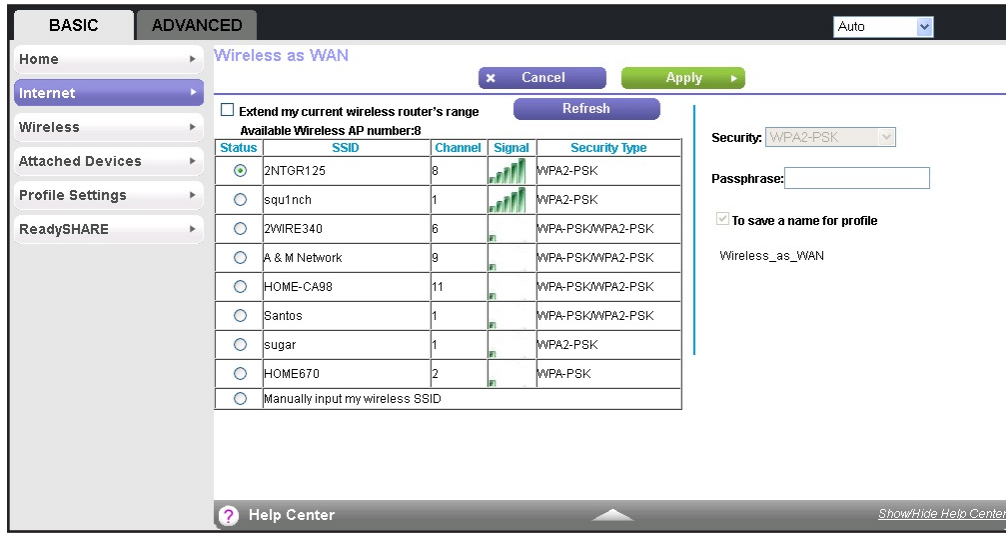 BASIC ADVANCED Auto
Home
Internet
Wireless
Attached Devices
Profile Settings
ReadySHARE
Wireless as WAN
Cancel Apply
Extend my current wireless router's range Refresh
Available Wireless AP number:8
Status SSID Channel Signal Security Type
2NTGR125 8 WPA2-PSK
squ1nch 1 WPA2-PSK
2WIRE340 6 WPA-PSK/WPA2-PSK
A & M Network 9 WPA-PSK/WPA2-PSK
HOME-CA98 11 WPA-PSK/WPA2-PSK
Santos 1 WPA-PSK/WPA2-PSK
sugar 1 WPA2-PSK
HOME670 2 WPA-PSK
Manually input my wireless SSID
Security: WPA2-PSK
Passphrase:
To save a name for profile
Wireless_as_WAN
? Help Center Show/Hide Help Center